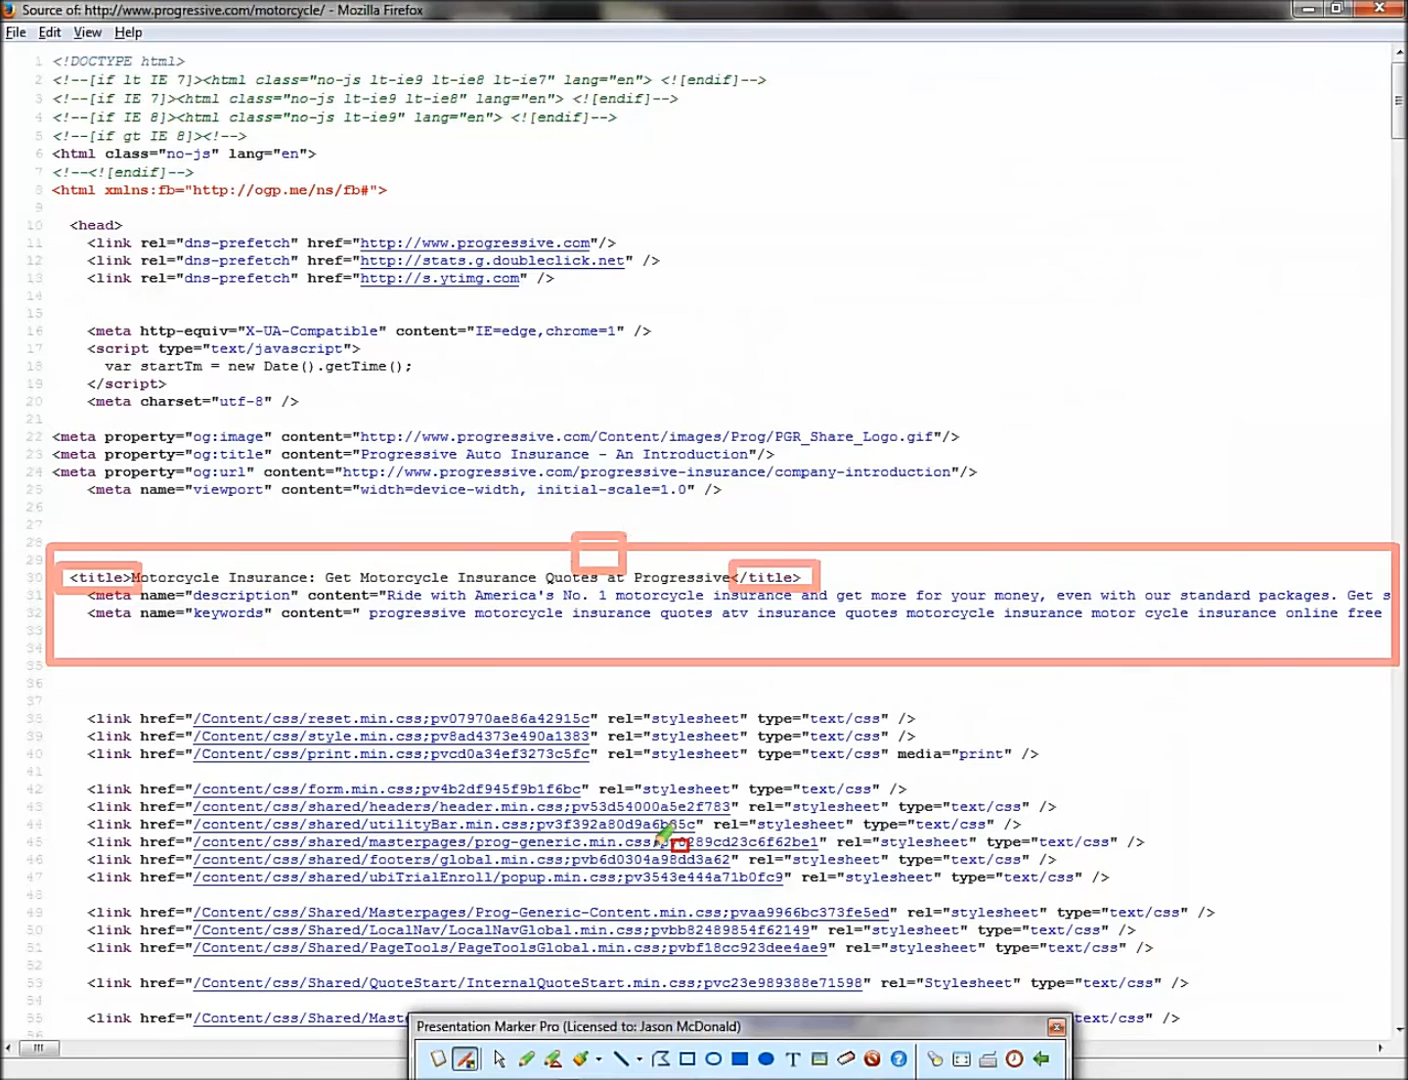 Source of: http://www.progressive.com/motorcycle/ - Mozilla Firefox
File Edit View Help
1 <!DOCTYPE html>
2 <!--[if lt IE 7]><html class="no-js lt-ie9 lt-ie8 lt-ie7" lang="en"> <![endif]-->
3 <!--[if IE 7]><html class="no-js lt-ie9 lt-ie8" lang="en"> <![endif]-->
4 <!--[if IE 8]><html class="no-js lt-ie9" lang="en"> <![endif]-->
5 <!--[if gt IE 8]><!-->
6 <html class="no-js" lang="en">
7 <!--<![endif]-->
8 <html xmlns:fb="http://ogp.me/ns/fb#">
9
10 <head>
11 <link rel="dns-prefetch" href="http://www.progressive.com"/>
12 <link rel="dns-prefetch" href="http://stats.g.doubleclick.net" />
13 <link rel="dns-prefetch" href="http://s.ytimg.com" />
14
15
16 <meta http-equiv="X-UA-Compatible" content="IE=edge,chrome=1" />
17 <script type="text/javascript">
18 var startTm = new Date().getTime();
19 </script>
20 <meta charset="utf-8" />
21
22 <meta property="og:image" content="http://www.progressive.com/Content/images/Prog/PGR_Share_Logo.gif"/>
23 <meta property="og:title" content="Progressive Auto Insurance - An Introduction"/>
24 <meta property="og:url" content="http://www.progressive.com/progressive-insurance/company-introduction"/>
25 <meta name="viewport" content="width=device-width, initial-scale=1.0" />
26
27
28
29
30 <title>Motorcycle Insurance: Get Motorcycle Insurance Quotes at Progressive</title>
31 <meta name="description" content="Ride with America's No. 1 motorcycle insurance and get more for your money, even with our standard packages. Get s
32 <meta name="keywords" content=" progressive motorcycle insurance quotes atv insurance quotes motorcycle insurance motor cycle insurance online free
33
34
35
36
37
38 <link href="/Content/css/reset.min.css;pv07970ae86a42915c" rel="stylesheet" type="text/css" />
39 <link href="/Content/css/style.min.css;pv8ad4373e490a1383" rel="stylesheet" type="text/css" />
40 <link href="/Content/css/print.min.css;pvcd0a34ef3273c5fc" rel="stylesheet" type="text/css" media="print" />
41
42 <link href="/content/css/form.min.css;pv4b2df945f9b1f6bc" rel="stylesheet" type="text/css" />
43 <link href="/content/css/shared/headers/header.min.css;pv53d54000a5e2f783" rel="stylesheet" type="text/css" />
44 <link href="/content/css/shared/utilityBar.min.css; rel="stylesheet" type="text/css" />
45 <link href="/content/css/shared/masterpages/prog-generic.min.css; rel="stylesheet" type="text/css" />
46 <link href="/content/css/shared/footers/global.min.css;pvb6d0304a98dd3a62" rel="stylesheet" type="text/css" />
47 <link href="/content/css/shared/ubiTrialEnroll/popup.min.css;pv3543e444a71b0fc9" rel="stylesheet" type="text/css" />
48
49 <link href="/Content/css/Shared/Masterpages/Prog-Generic-Content.min.css;pvaa9966bc373fe5ed" rel="stylesheet" type="text/css" />
50 <link href="/Content/css/Shared/LocalNav/LocalNavGlobal.min.css;pvbb82489854f62149" rel="stylesheet" type="text/css" />
51 <link href="/Content/css/Shared/PageTools/PageToolsGlobal.min.css;pvbf18cc923dee4ae9" rel="stylesheet" type="text/css" />
52
53 <link href="/Content/css/Shared/QuoteStart/InternalQuoteStart.min.css;pvc23e989388e71598" rel="Stylesheet" type="text/css" />
54
55 <link href="/Content/css/Shared/Mast t" type="text/css" />
Presentation Marker Pro (Licensed to: Jason McDonald)